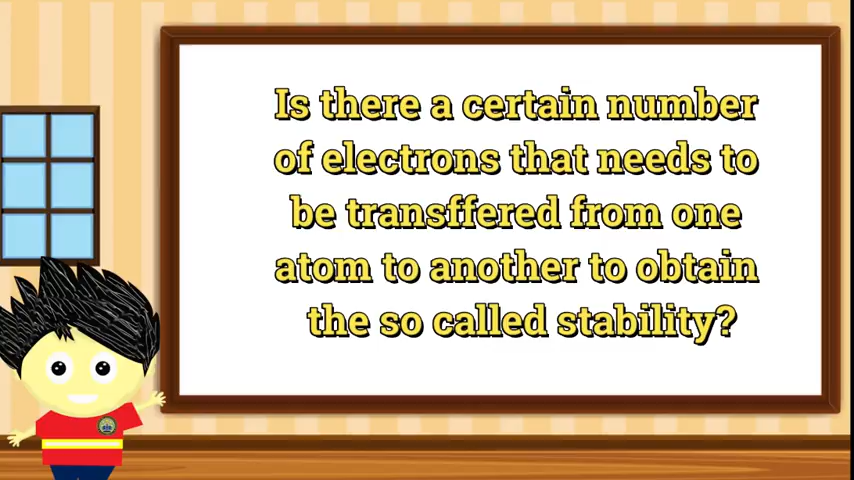 Is there a certain number
of electrons that needs to
be transffered from one
atom to another to obtain
the so called stability?